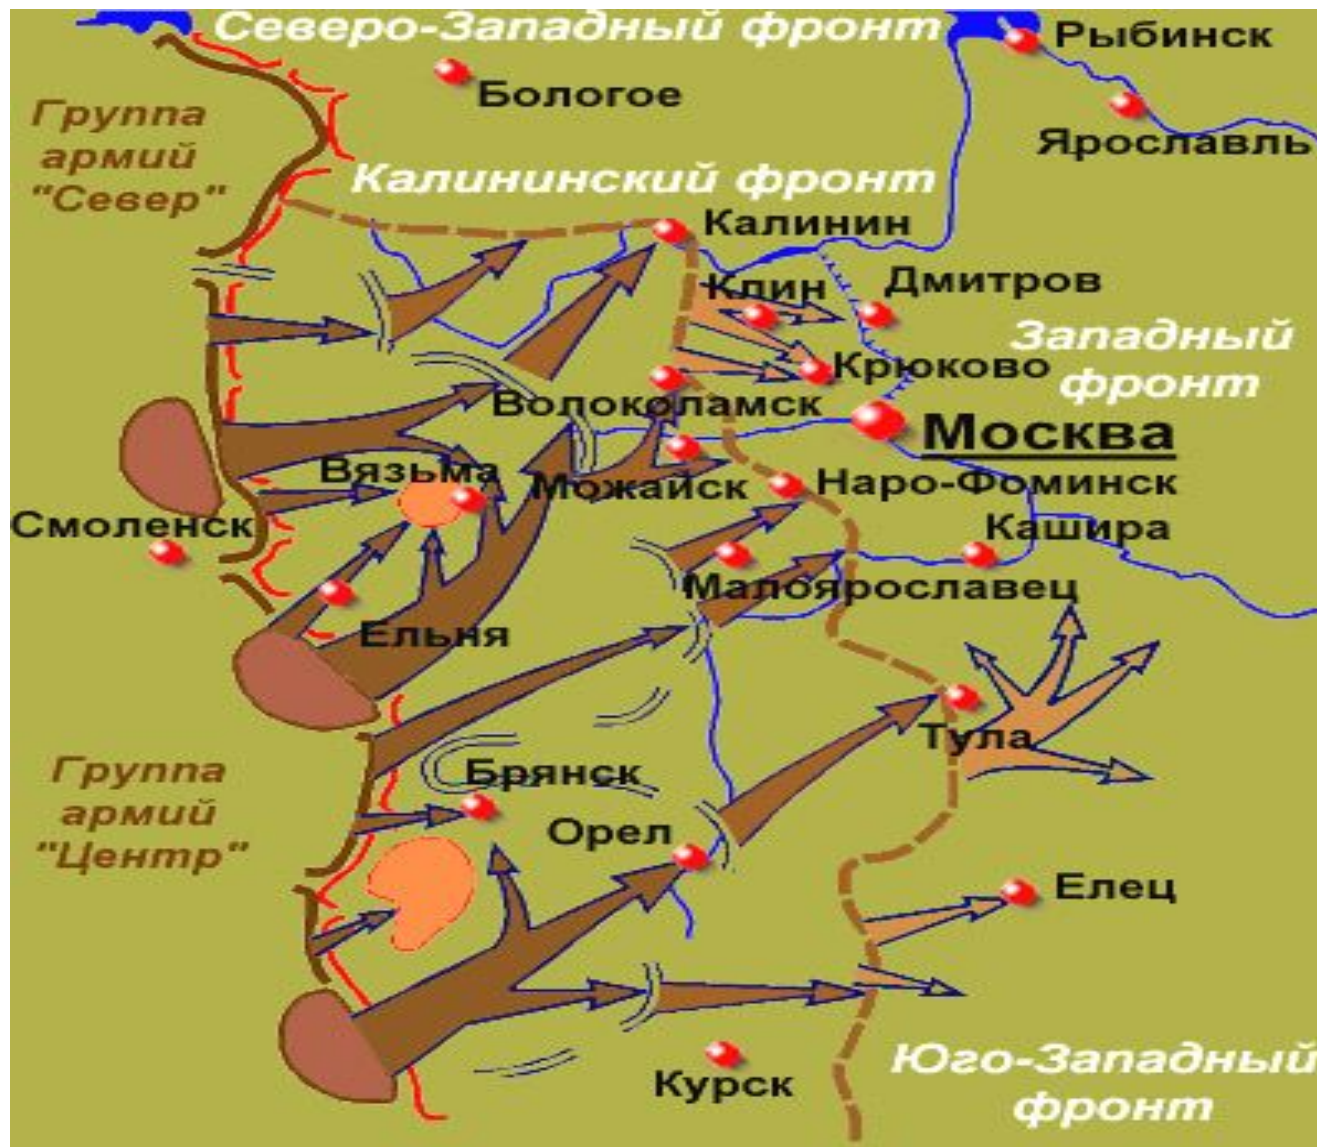 Северо-Западный фронт
Рыбинск
Бологое
Группа
армий
"Север"
Ярославль
Калининский фронт
Калинин
Клин
Дмитров
Западный
фронт
Крюково
Волоколамск
Москва
Вязьма
Можайск
Наро-Фоминск
Смоленск
Кашира
Малоярославец
Ельня
Тула
Группа
армий
"Центр"
Брянск
Орел
Елец
Юго-Западный
фронт
Курск